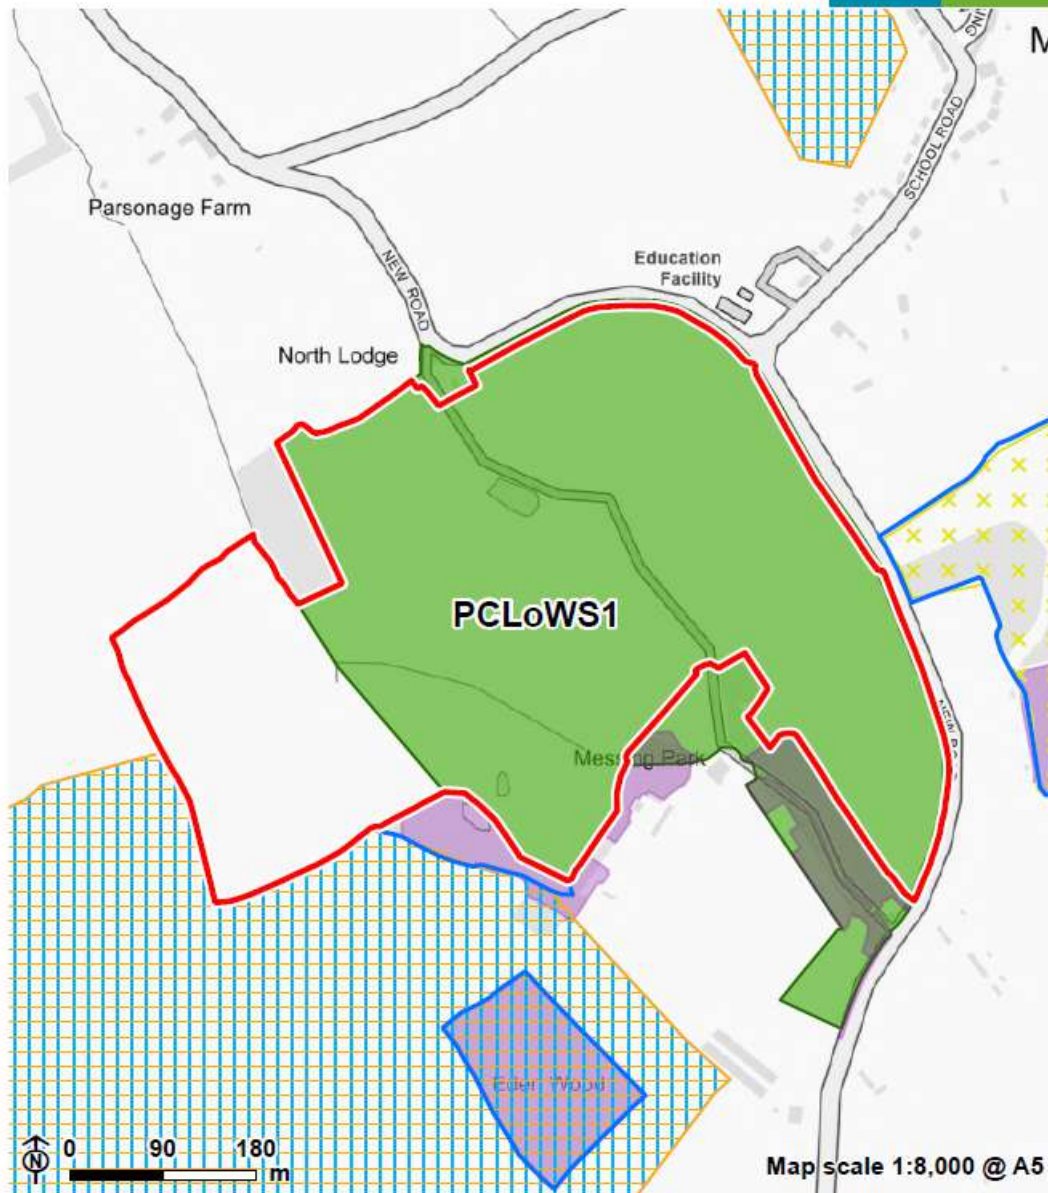 M
SCHOOL ROAD
Parsonage Farm
NEW ROAD
Education
Facility
North Lodge
PCLoWS1
Messing Park
Eder Wood
0 90 180
m
N
Map scale 1:8,000 @ A5